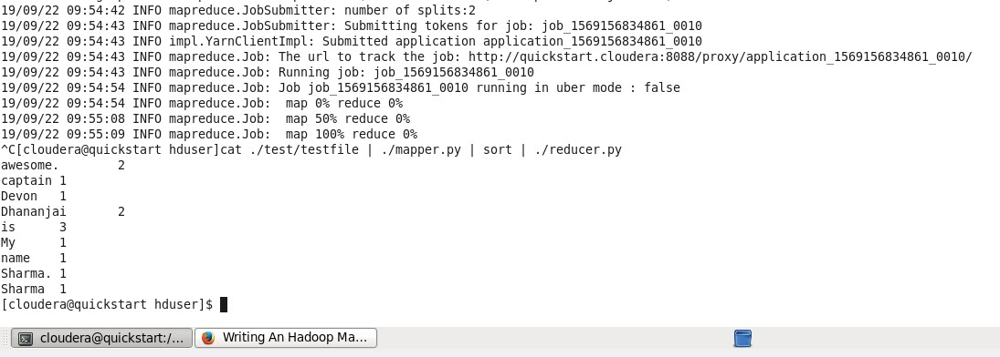 19/09/22 09:54:42 INFO mapreduce.JobSubmitter: number of splits:2
19/09/22 09:54:43 INFO mapreduce.JobSubmitter: Submitting tokens for job: job_1569156834861_0010
19/09/22 09:54:43 INFO impl.YarnClientImpl: Submitted application application_1569156834861_0010
19/09/22 09:54:43 INFO mapreduce.Job: The url to track the job: http://quickstart.cloudera:8088/proxy/application_1569156834861_0010/
19/09/22 09:54:43 INFO mapreduce.Job: Running job: job_1569156834861_0010
19/09/22 09:54:54 INFO mapreduce.Job: Job job_1569156834861_0010 running in uber mode : false
19/09/22 09:54:54 INFO mapreduce.Job:  map 0% reduce 0%
19/09/22 09:55:08 INFO mapreduce.Job:  map 50% reduce 0%
19/09/22 09:55:09 INFO mapreduce.Job:  map 100% reduce 0%
^C[cloudera@quickstart hduser]cat ./test/testfile | ./mapper.py | sort | ./reducer.py
awesome.        2
captain 1
Devon   1
Dhananjai       2
is      3
My      1
name    1
Sharma. 1
Sharma  1
[cloudera@quickstart hduser]$
cloudera@quickstart:/... Writing An Hadoop Ma...